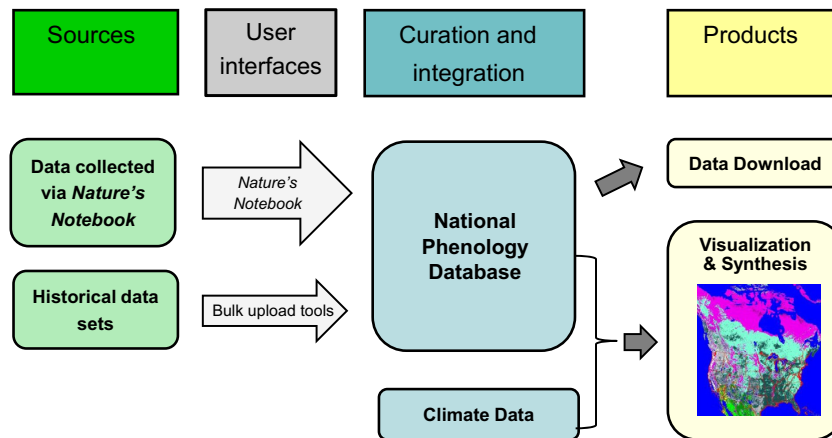 Sources
User
interfaces
Curation and
integration
Products
Data collected
via Nature's
Notebook
Nature's
Notebook
National
Phenology
Database
Data Download
Visualization
& Synthesis
Historical data
sets
Bulk upload tools
Climate Data